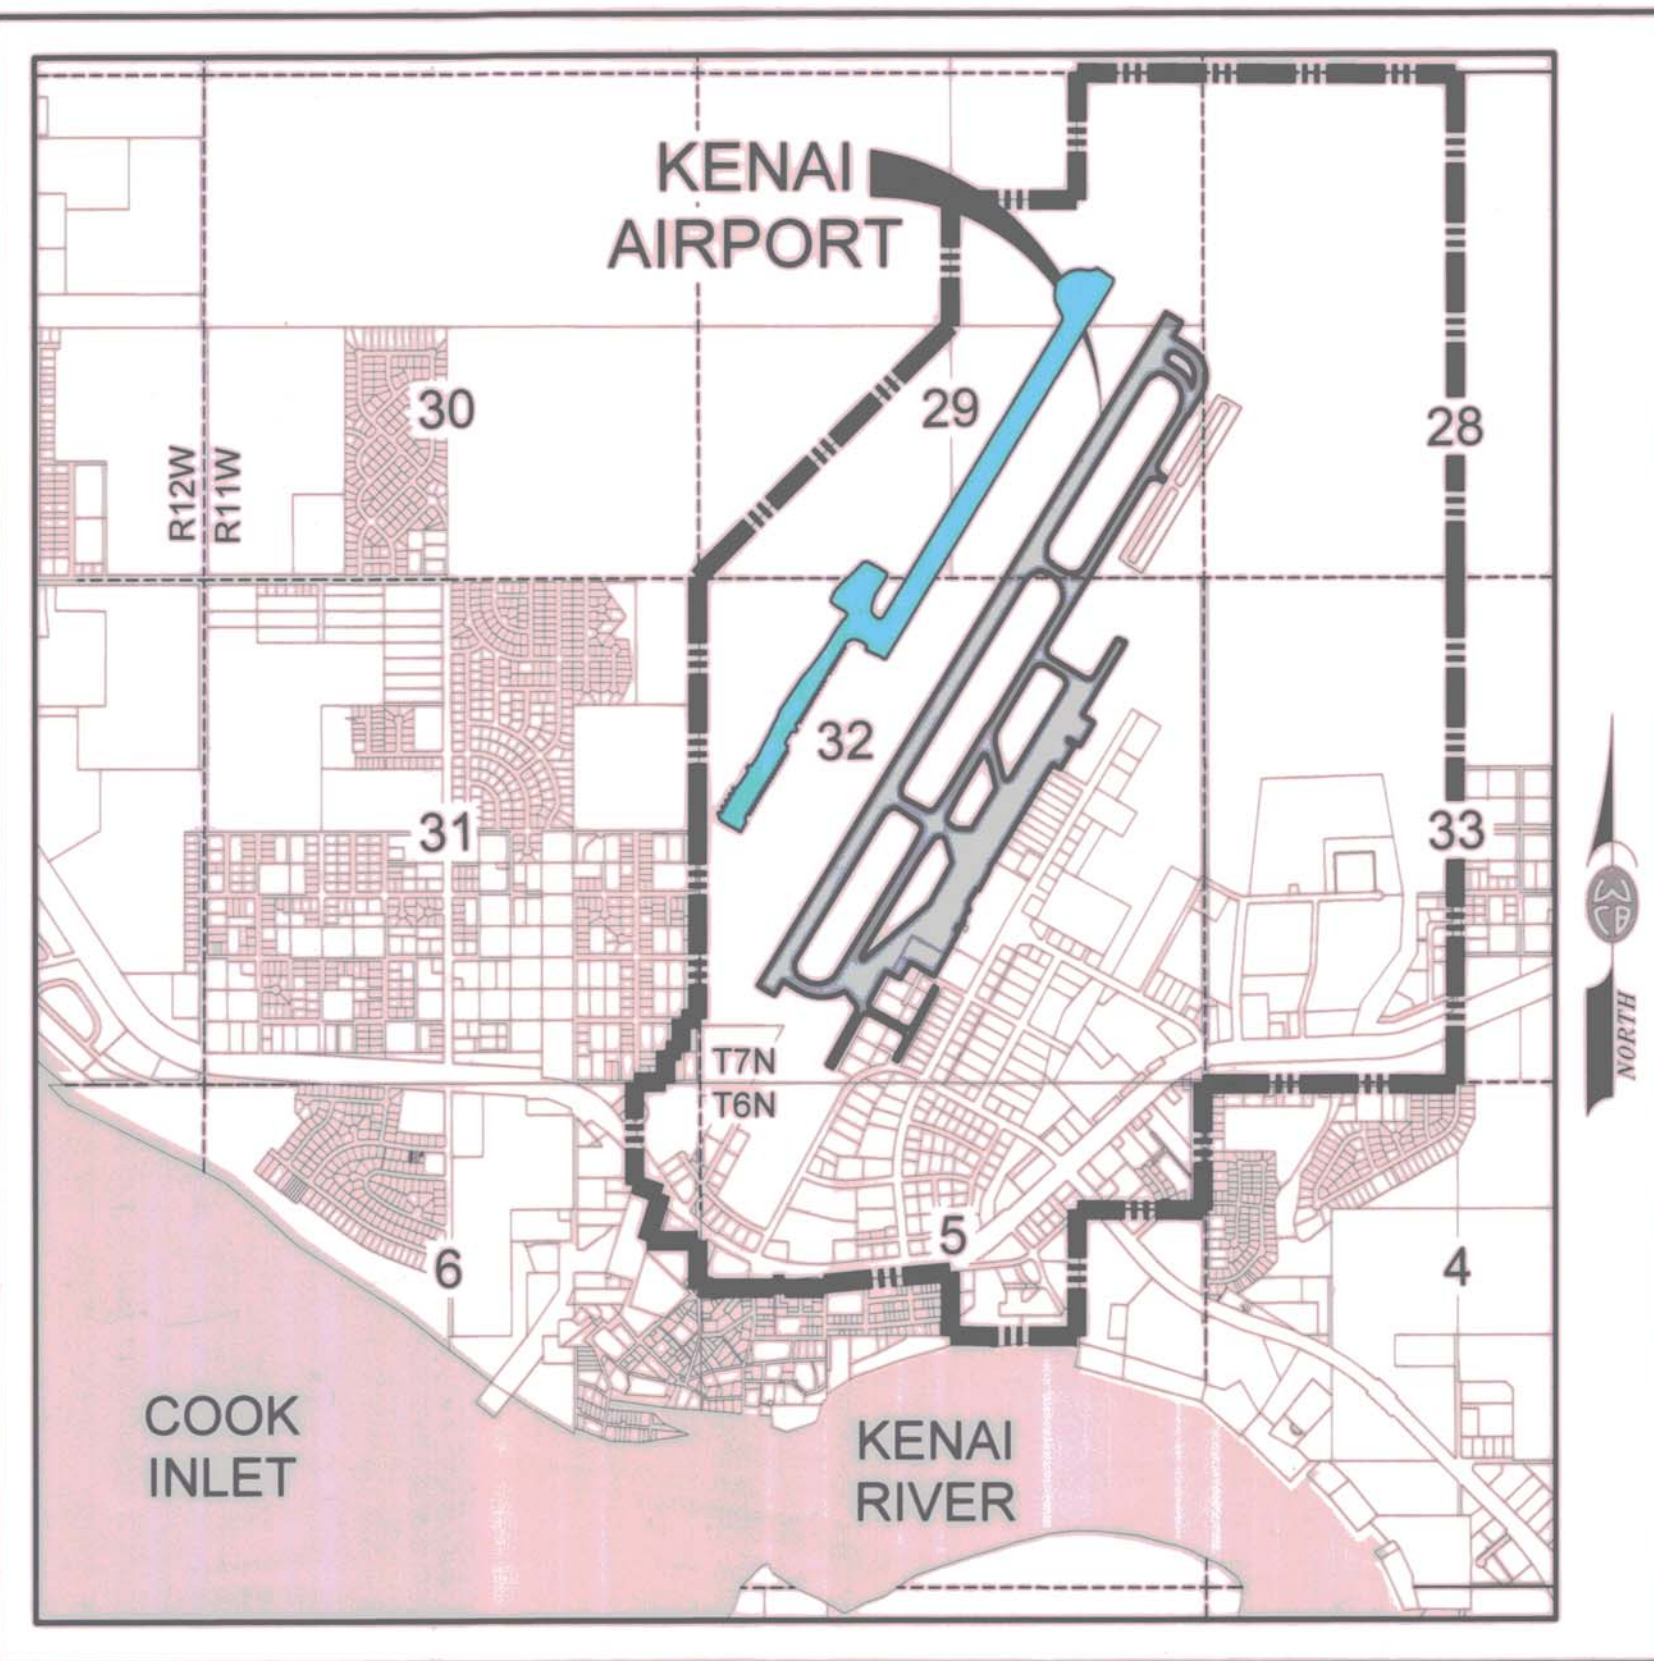 KENAI
AIRPORT
30
29
28
R12W
R11W
32
31
33
WCB
NORTH
T7N
T6N
5
6
4
COOK
INLET
KENAI
RIVER